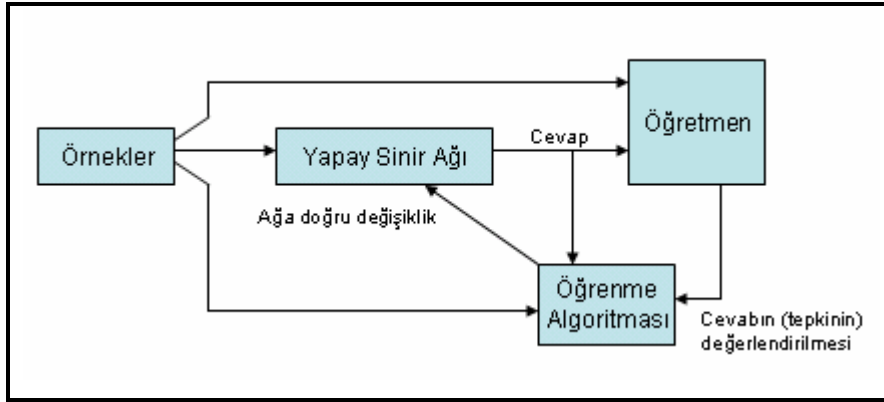 Örnekler
Yapay Sinir Ağı
Cevap
Öğretmen
Ağa doğru değişiklik
Öğrenme
Algoritması
Cevabın (tepkinin)
değerlendirilmesi